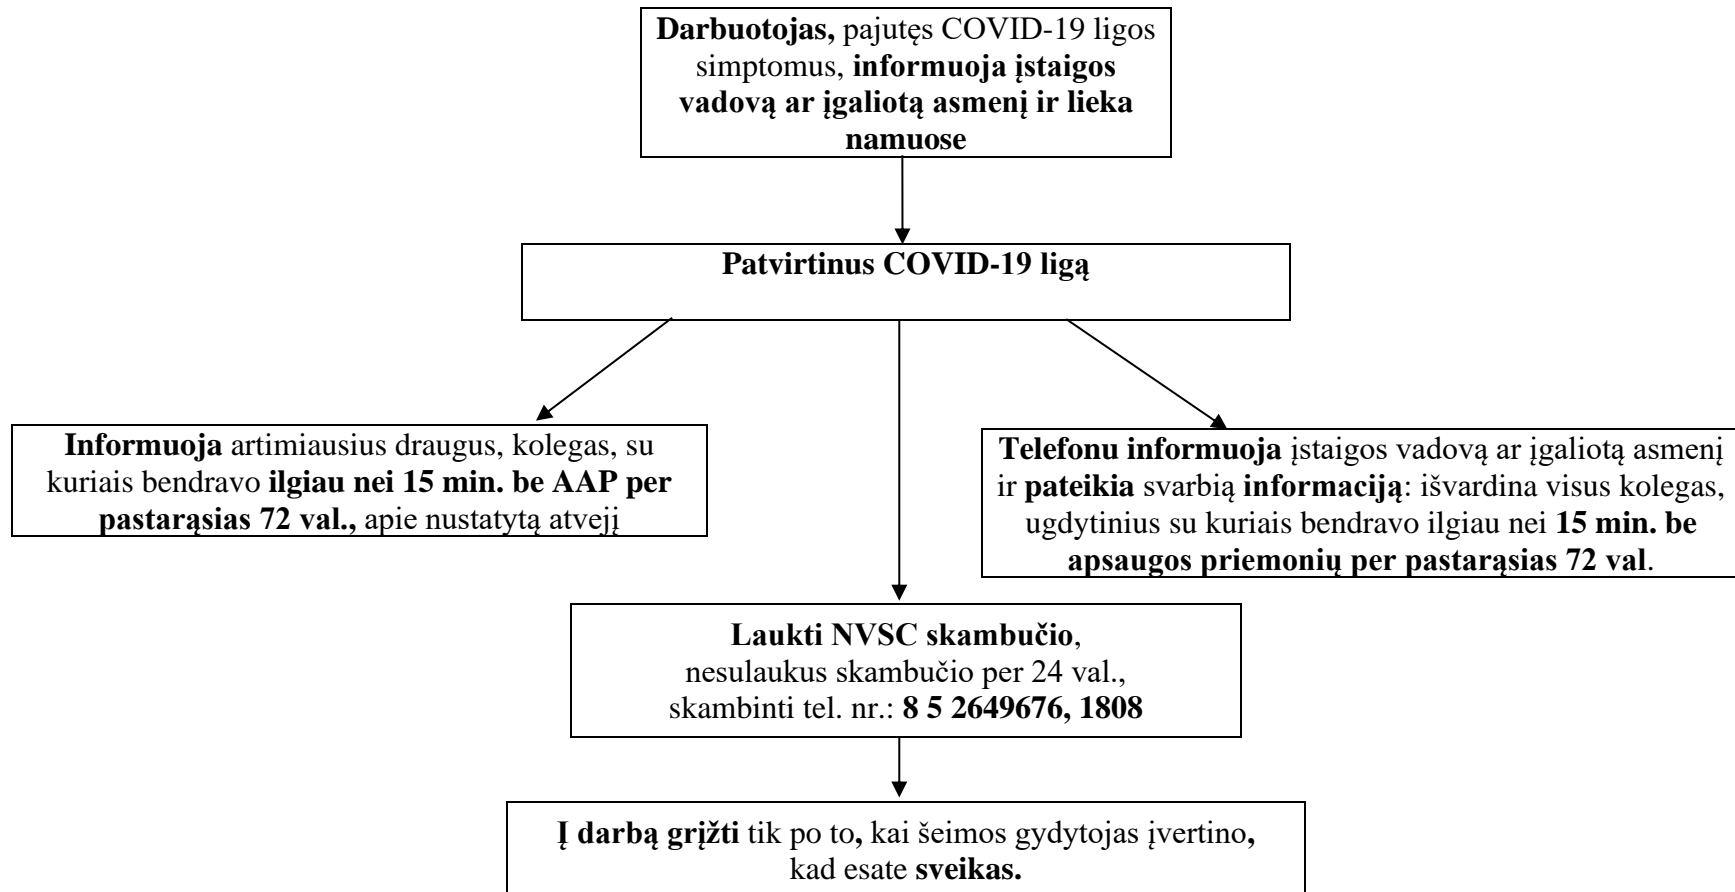 Darbuotojas, pajutęs COVID-19 ligos
simptomus, informuoja įstaigos
vadovą ar įgaliotą asmenį ir lieka
namuose
Patvirtinus COVID-19 ligą
Informuoja artimiausius draugus, kolegas, su
kuriais bendravo ilgiau nei 15 min. be AAP per
pastarąsias 72 val., apie nustatytą atvejį
Telefonu informuoja įstaigos vadovą ar įgaliotą asmenį
ir pateikia svarbią informaciją: išvardina visus kolegas,
ugdytinius su kuriais bendravo ilgiau nei 15 min. be
apsaugos priemonių per pastarąsias 72 val.
Laukti NVSC skambučio,
nesulaukus skambučio per 24 val.,
skambinti tel. nr.: 8 5 2649676, 1808
Į darbą grįžti tik po to, kai šeimos gydytojas įvertino,
kad esate sveikas.